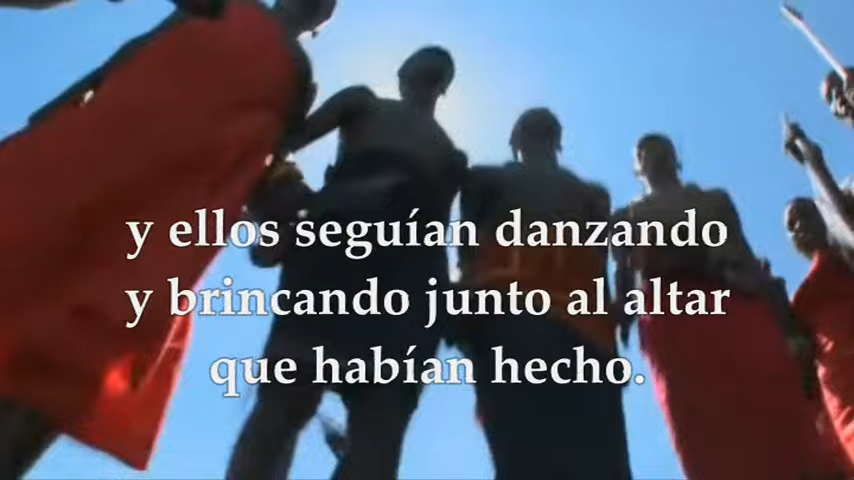 y ellos seguían danzando
y brincando junto al altar
que habían hecho.